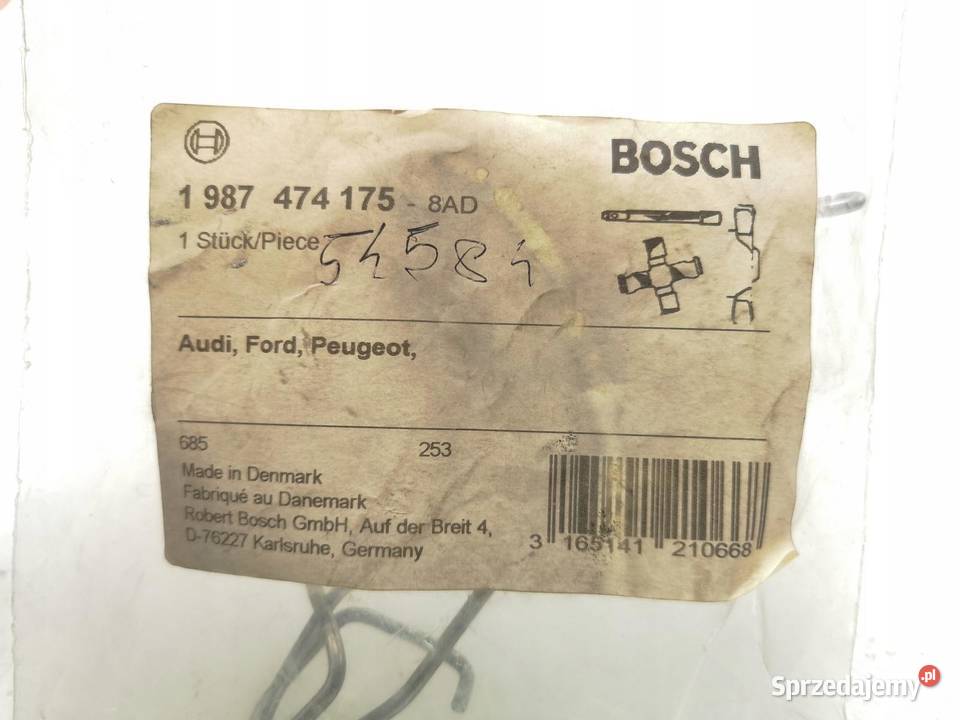 BOSCH
1 987 474 175 - 8AD
1 Stück/Piece
54584
Audi, Ford, Peugeot,
685 253
Made in Denmark
Fabriqué au Danemark
Robert Bosch GmbH, Auf der Breit 4,
D-76227 Karlsruhe, Germany
3 165141 210668
Sprzedajemy.pl